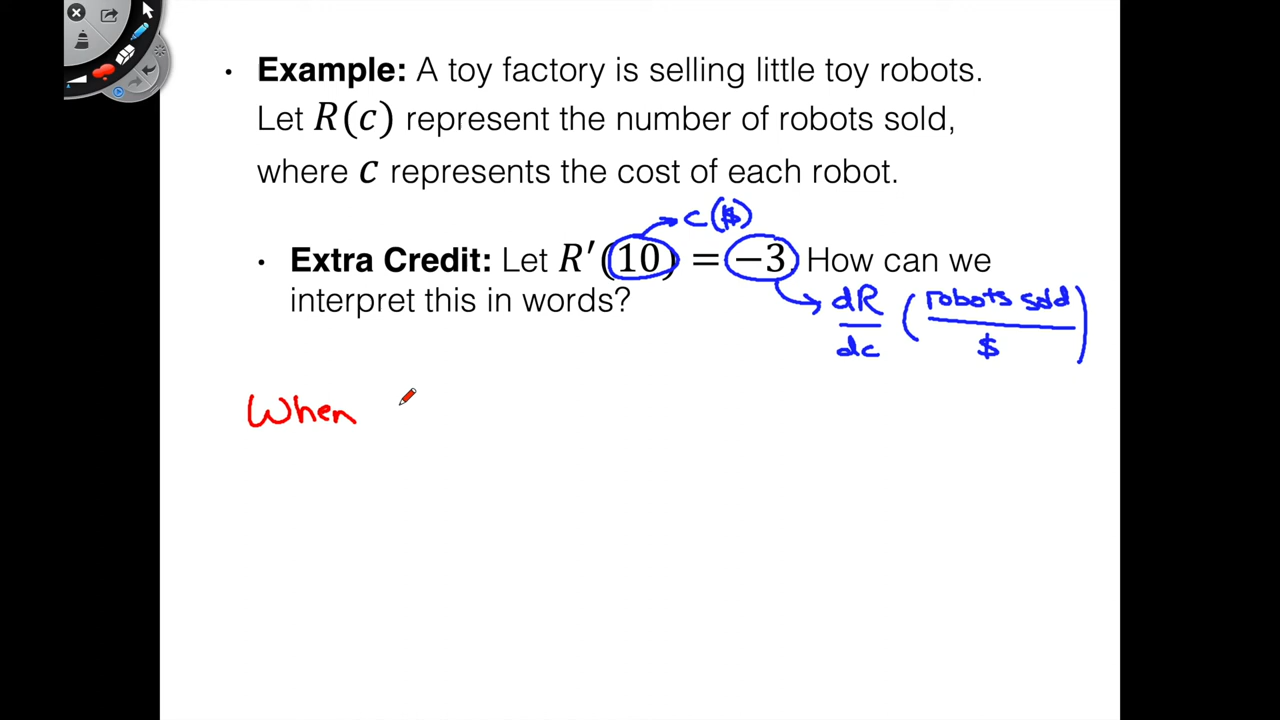 • Example: A toy factory is selling little toy robots.
Let R(c) represent the number of robots sold,
where c represents the cost of each robot.
c ($)
• Extra Credit: Let R′(10) = −3. How can we
interpret this in words?
dR/dc (robots sold/$)
When